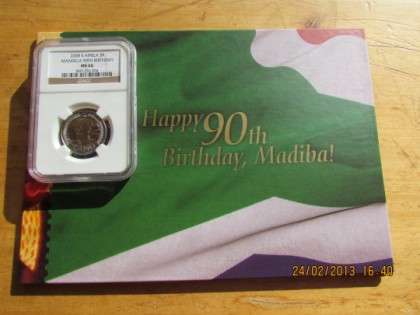 2008 S.AFRICA 5R
MANDELA 90TH BIRTHDAY
MS 66
Happy 90th
Birthday, Madiba!
24/02/2013 16:40